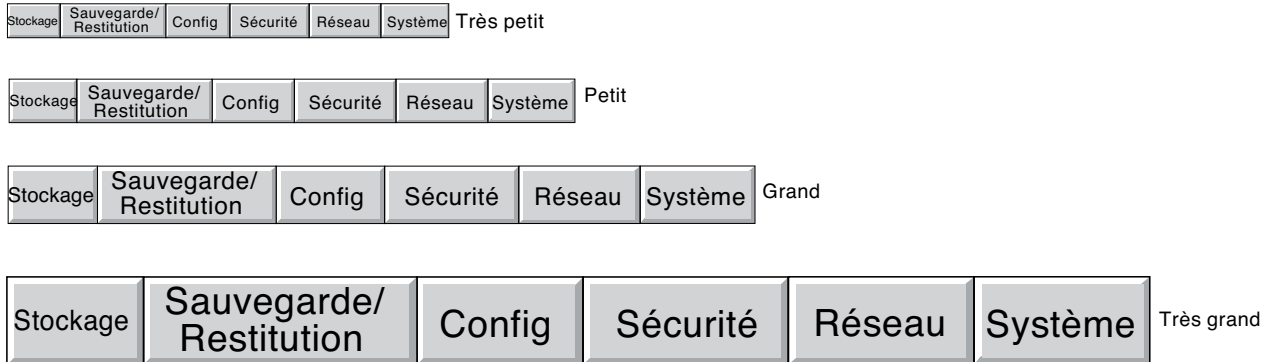 Stockage Sauvegarde/ Config Sécurité Réseau Système Très petit
Restitution
Stockage Sauvegarde/ Config Sécurité Réseau Système Petit
Restitution
Stockage Sauvegarde/ Config Sécurité Réseau Système Grand
Restitution
Stockage Sauvegarde/ Config Sécurité Réseau Système Très grand
Restitution